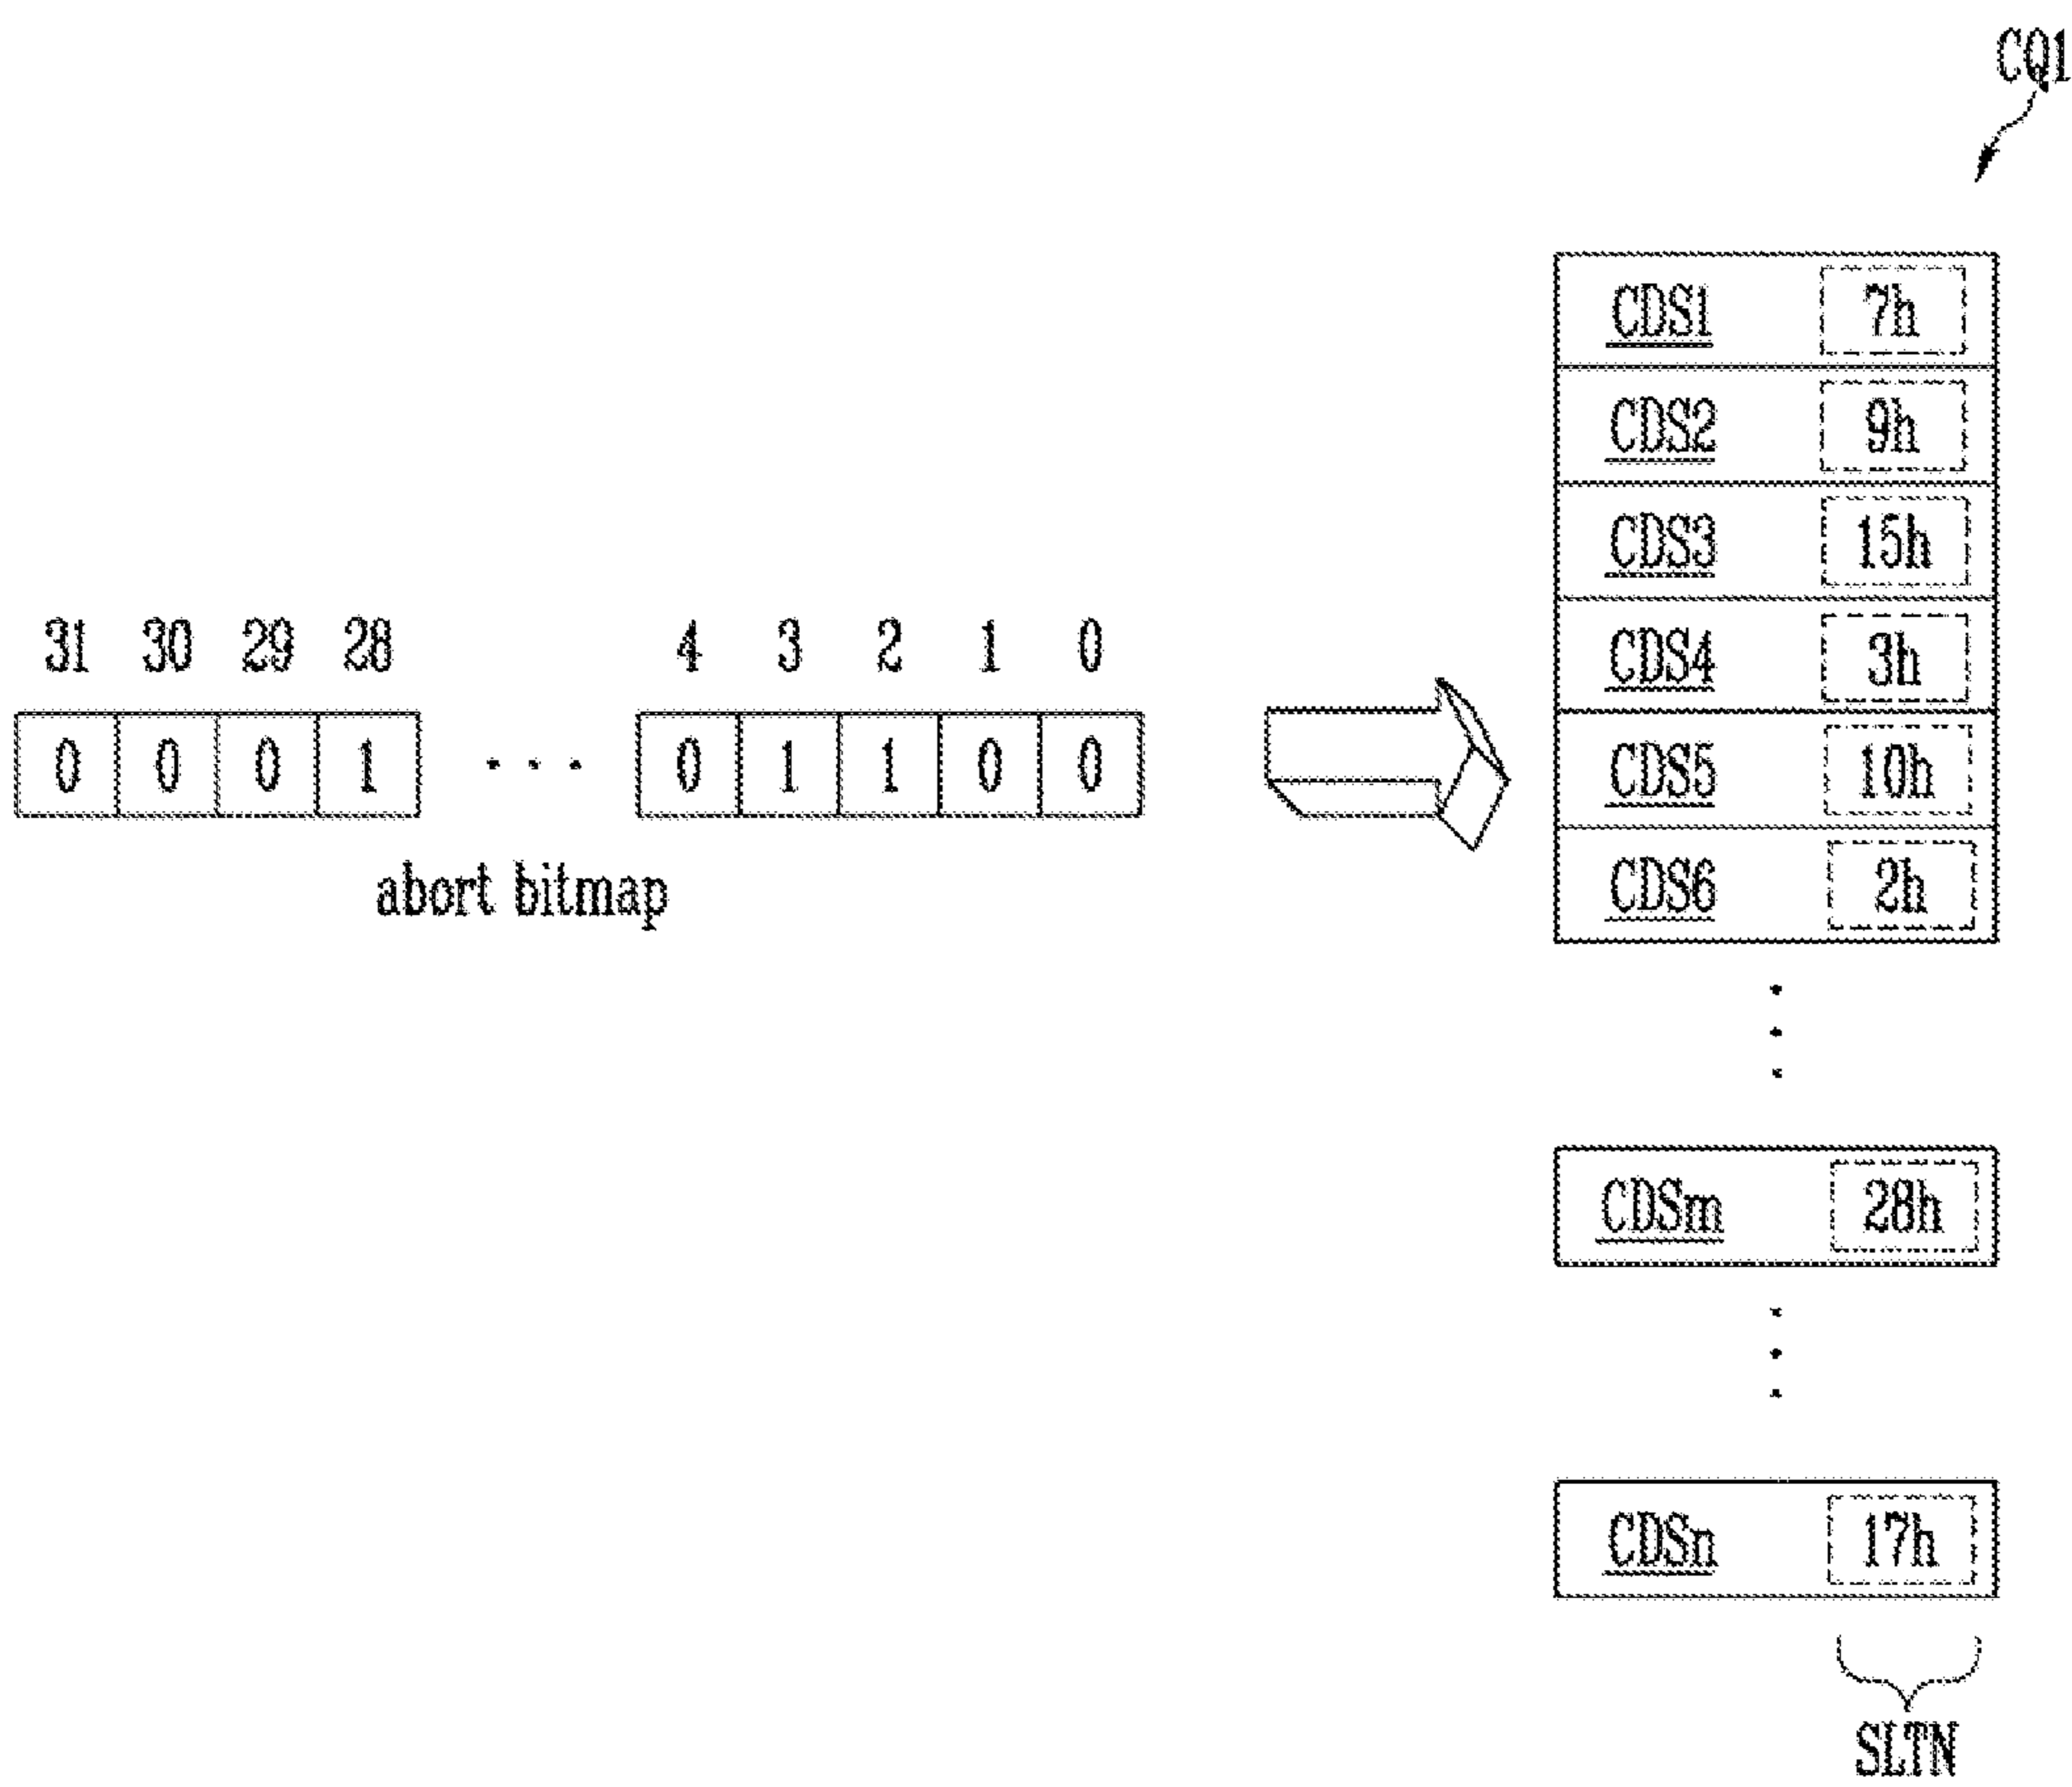 CQ1
CDS1 7h
CDS2 9h
CDS3 15h
31 30 29 28 4 3 2 1 0
CDS4 3h
0 0 0 1 ... 0 1 1 0 0
CDS5 10h
abort bitmap
CDS6 2h
CDSm 28h
CDSn 17h
SLTN